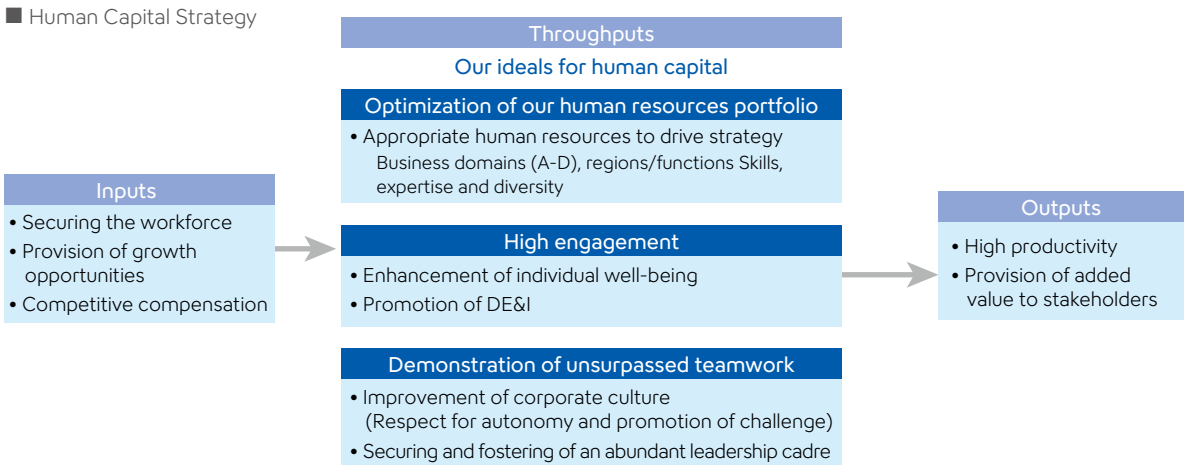 ■ Human Capital Strategy
Throughputs
Our ideals for human capital
Optimization of our human resources portfolio
• Appropriate human resources to drive strategy
Business domains (A-D), regions/functions Skills,
expertise and diversity
Inputs
• Securing the workforce
• Provision of growth
opportunities
• Competitive compensation
High engagement
• Enhancement of individual well-being
• Promotion of DE&I
Demonstration of unsurpassed teamwork
• Improvement of corporate culture
(Respect for autonomy and promotion of challenge)
• Securing and fostering of an abundant leadership cadre
Outputs
• High productivity
• Provision of added
value to stakeholders